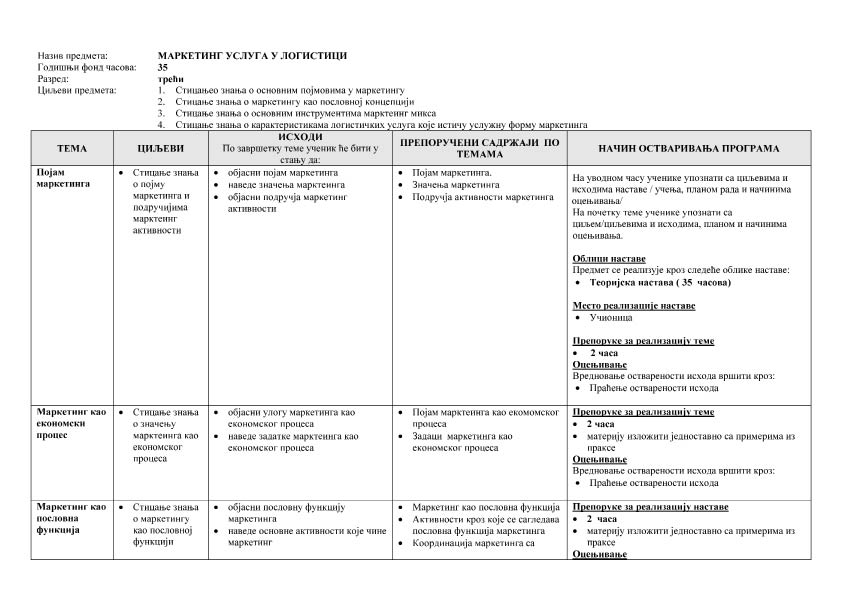 Назив предмета: МАРКЕТИНГ УСЛУГА У ЛОГИСТИЦИ
Годишњи фонд часова: 35
Разред: трећи
Циљеви предмета: 1. Стицањео знања о основним појмовима у маркетингу
2. Стицање знања о маркетингу као пословној концепцији
3. Стицање знања о основним инструментима марктеинг микса
4. Стицање знања о карактеристикама логистичких услуга које истичу услужну форму маркетинга
ТЕМА
ЦИЉЕВИ
ИСХОДИ
По завршетку теме ученик ће бити у
стању да:
ПРЕПОРУЧЕНИ САДРЖАЈИ ПО
ТЕМАМА
НАЧИН ОСТВАРИВАЊА ПРОГРАМА
Појам
маркетинга
• Стицање знања
о појму
маркетинга и
подручјима
марктеинг
активности
• објасни појам маркетинга
• наведе значења марктеинга
• објасни подручја маркетинг
активности
• Појам маркетинга.
• Значења маркетинга
• Подручја активности маркетинга
На уводном часу ученике упознати са циљевима и
исходима наставе / учења, планом рада и начинима
оцењивања/
На почетку теме ученике упознати са
циљем/циљевима и исходима, планом и начинима
оцењивања.
Облици наставе
Предмет се реализује кроз следеће облике наставе:
• Теоријска настава ( 35 часова)
Место реализације наставе
• Учионица
Препоруке за реализацију теме
• 2 часа
Оцењивање
Вредновање остварености исхода вршити кроз:
• Праћење остварености исхода
Маркетинг као
економски
процес
• Стицање знања
о значењу
марктеинга као
економског
процеса
• објасни улогу маркетинга као
економског процеса
• наведе задатке марктеинга као
економског процеса
• Појам марктеинга као екомомског
процеса
• Задаци маркетинга као
економског процеса
Препоруке за реализацију теме
• 2 часа
• материју изложити једноставно са примерима из
праксе
Оцењивање
Вредновање остварености исхода вршити кроз:
• Праћење остварености исхода
Маркетинг као
пословна
функција
• Стицање знања
о маркетингу
као пословној
функцији
• објасни пословну функцију
маркетинга
• наведе основне активности које чине
маркетинг
• Маркетинг као пословна функција
• Активности кроз које се сагледава
пословна функција маркетинга
• Координација маркетинга са
Препоруке за реализацију наставе
• 2 часа
• материју изложити једноставно са примерима из
праксе
Оцењивање